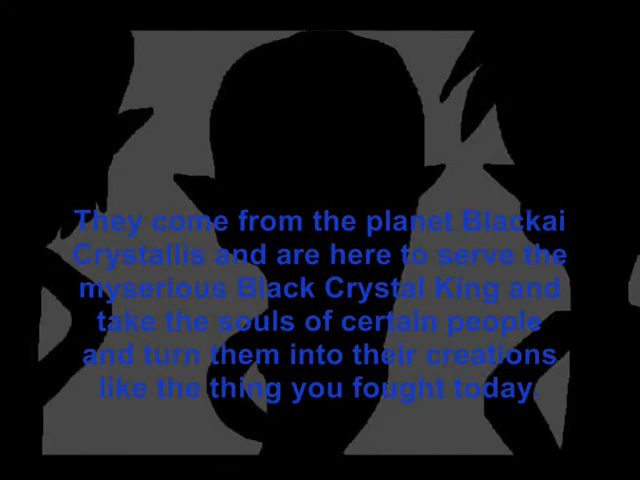 They come from the planet Blackai
Crystallis and are here to serve the
myserious Black Crystal King and
take the souls of certain people
and turn them into their creations
like the thing you fought today.